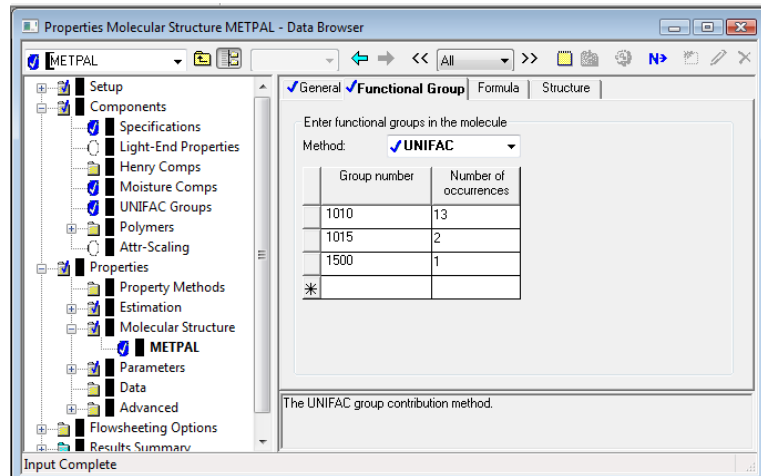 Properties Molecular Structure METPAL - Data Browser
METPAL
<< All >>
N>
Setup
Components
Specifications
Light-End Properties
Henry Comps
Moisture Comps
UNIFAC Groups
Polymers
Attr-Scaling
Properties
Property Methods
Estimation
Molecular Structure
METPAL
Parameters
Data
Advanced
Flowsheeting Options
Results Summary
General Functional Group Formula Structure
Enter functional groups in the molecule
Method: UNIFAC
Group number Number of occurrences
1010 13
1015 2
1500 1
The UNIFAC group contribution method.
Input Complete